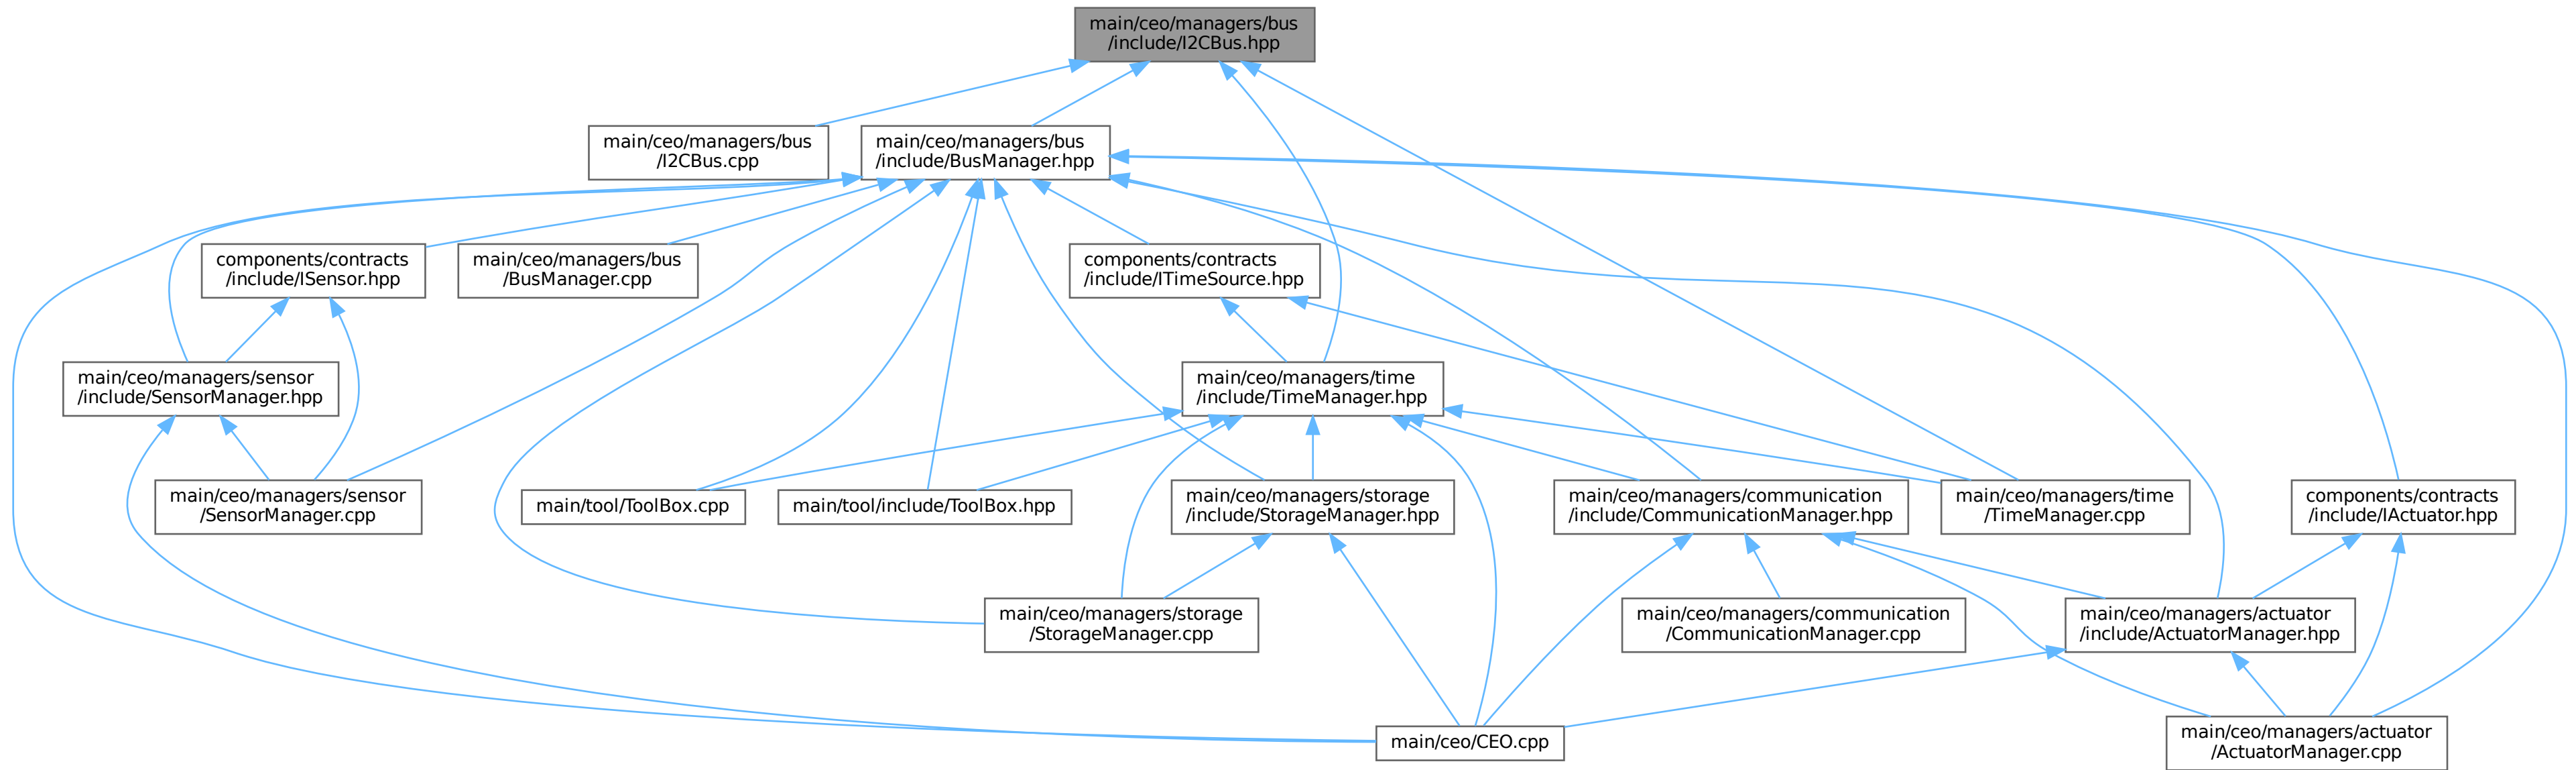 main/ceo/managers/bus
/include/I2CBus.hpp
main/ceo/managers/bus
/I2CBus.cpp
main/ceo/managers/bus
/include/BusManager.hpp
components/contracts
/include/ISensor.hpp
main/ceo/managers/bus
/BusManager.cpp
components/contracts
/include/ITimeSource.hpp
main/ceo/managers/sensor
/include/SensorManager.hpp
main/ceo/managers/time
/include/TimeManager.hpp
main/ceo/managers/sensor
/SensorManager.cpp
main/tool/ToolBox.cpp
main/tool/include/ToolBox.hpp
main/ceo/managers/storage
/include/StorageManager.hpp
main/ceo/managers/communication
/include/CommunicationManager.hpp
main/ceo/managers/time
/TimeManager.cpp
components/contracts
/include/IActuator.hpp
main/ceo/managers/storage
/StorageManager.cpp
main/ceo/managers/communication
/CommunicationManager.cpp
main/ceo/managers/actuator
/include/ActuatorManager.hpp
main/ceo/CEO.cpp
main/ceo/managers/actuator
/ActuatorManager.cpp